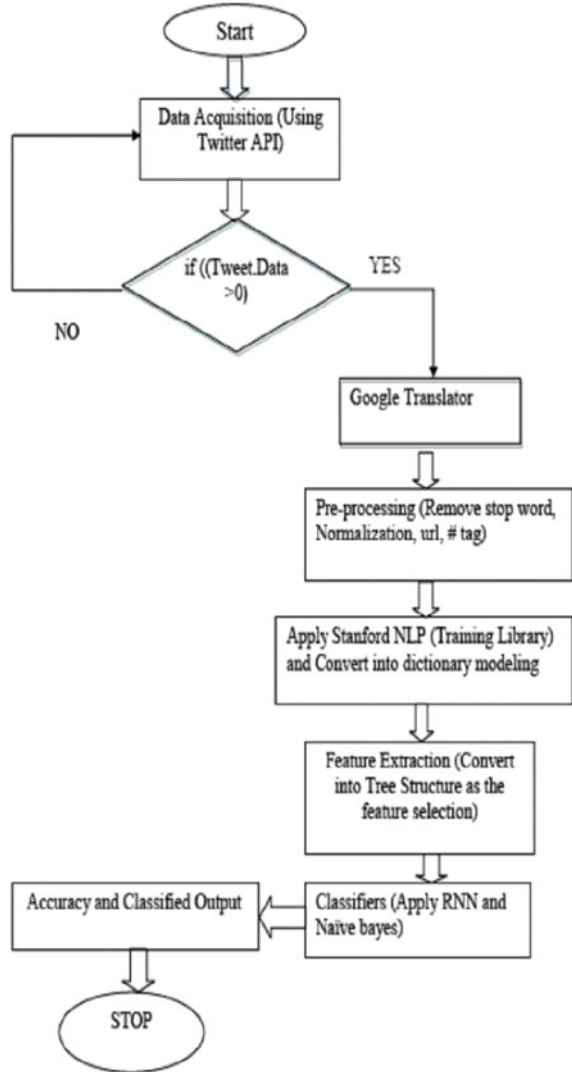 Start
Data Acquisition (Using
Twitter API)
if ((Tweet.Data
>0)
YES
NO
Google Translator
Pre-processing (Remove stop word,
Normalization, url, # tag)
Apply Stanford NLP (Training Library)
and Convert into dictionary modeling
Feature Extraction (Convert
into Tree Structure as the
feature selection)
Classifiers (Apply RNN and
Naïve bayes)
Accuracy and Classified Output
STOP